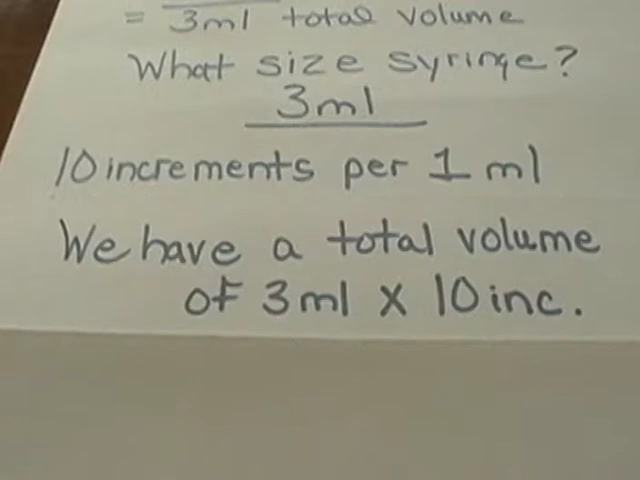 = 3ml total volume
What size syringe?
3ml
10 increments per 1 ml
We have a total volume
of 3ml x 10 inc.